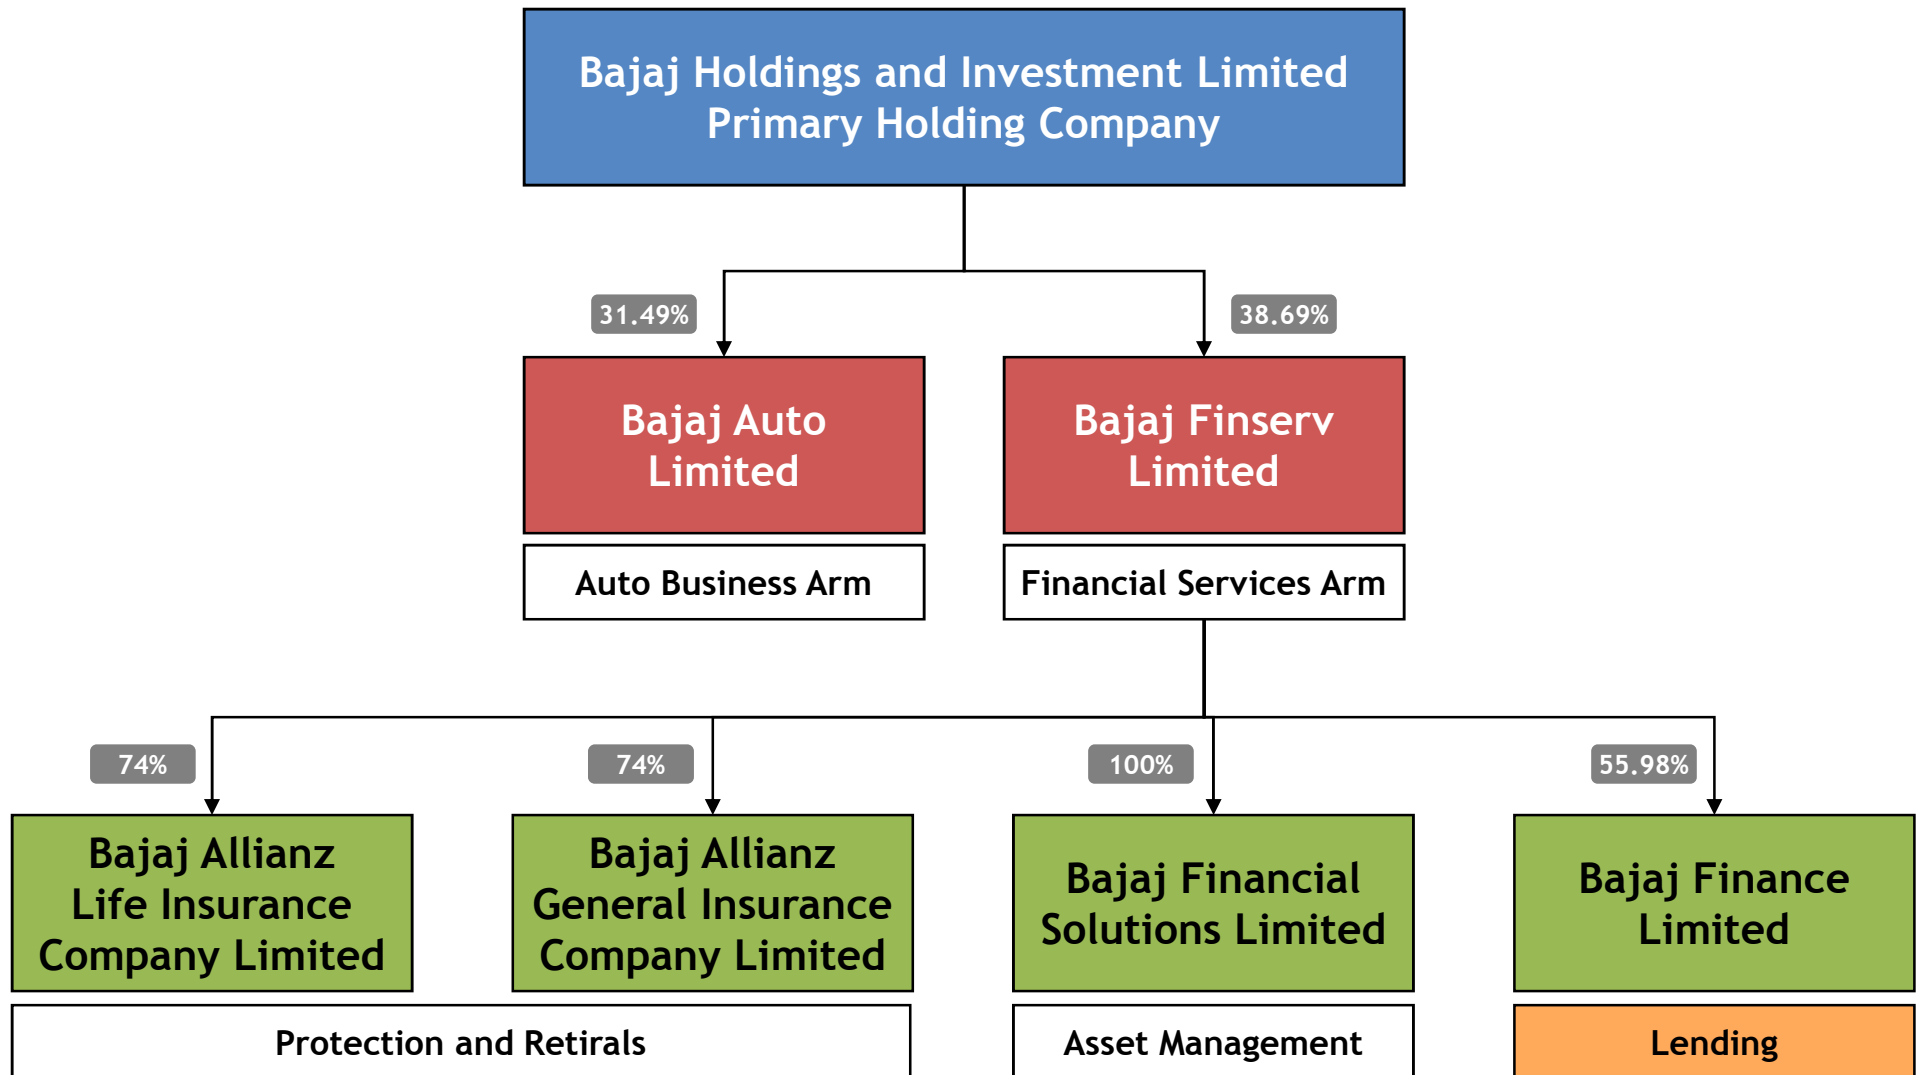 Bajaj Holdings and Investment Limited
Primary Holding Company
31.49%
38.69%
Bajaj Auto
Limited
Bajaj Finserv
Limited
Auto Business Arm
Financial Services Arm
74%
74%
100%
55.98%
Bajaj Allianz
Life Insurance
Company Limited
Bajaj Allianz
General Insurance
Company Limited
Bajaj Financial
Solutions Limited
Bajaj Finance
Limited
Protection and Retirals
Asset Management
Lending